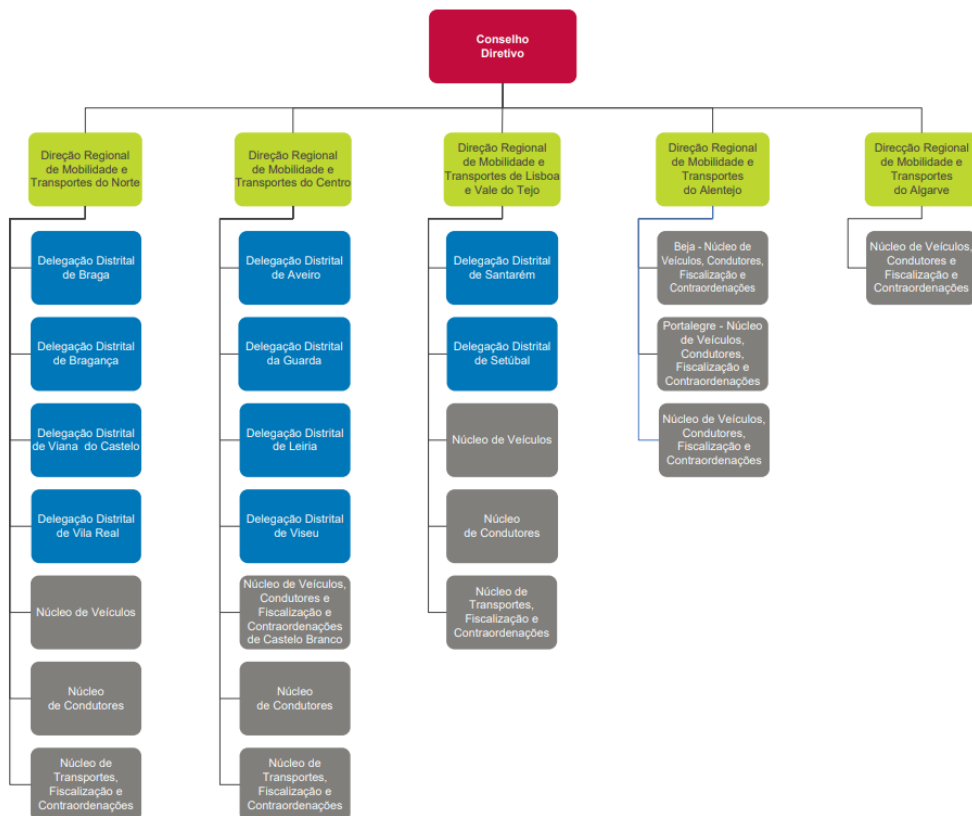 Conselho
Diretivo
Direção Regional
de Mobilidade e
Transportes do Norte
Direção Regional
de Mobilidade e
Transportes do Centro
Direção Regional
de Mobilidade e
Transportes de Lisboa
e Vale do Tejo
Direção Regional
de Mobilidade e
Transportes
do Alentejo
Direcção Regional
de Mobilidade e
Transportes
do Algarve
Delegação Distrital
de Braga
Delegação Distrital
de Bragança
Delegação Distrital
de Viana do Castelo
Delegação Distrital
de Vila Real
Núcleo de Veículos
Núcleo
de Condutores
Núcleo de
Transportes,
Fiscalização e
Contraordenações
Delegação Distrital
de Aveiro
Delegação Distrital
da Guarda
Delegação Distrital
de Leiria
Delegação Distrital
de Viseu
Núcleo de Veículos,
Condutores e
Fiscalização e
Contraordenações
de Castelo Branco
Núcleo
de Condutores
Núcleo de
Transportes,
Fiscalização e
Contraordenações
Delegação Distrital
de Santarém
Delegação Distrital
de Setúbal
Núcleo de Veículos
Núcleo
de Condutores
Núcleo de
Transportes,
Fiscalização e
Contraordenações
Beja - Núcleo de
Veículos, Condutores,
Fiscalização e
Contraordenações
Portalegre - Núcleo
de Veículos,
Condutores,
Fiscalização e
Contraordenações
Núcleo de Veículos,
Condutores,
Fiscalização e
Contraordenações
Núcleo de Veículos,
Condutores e
Fiscalização e
Contraordenações